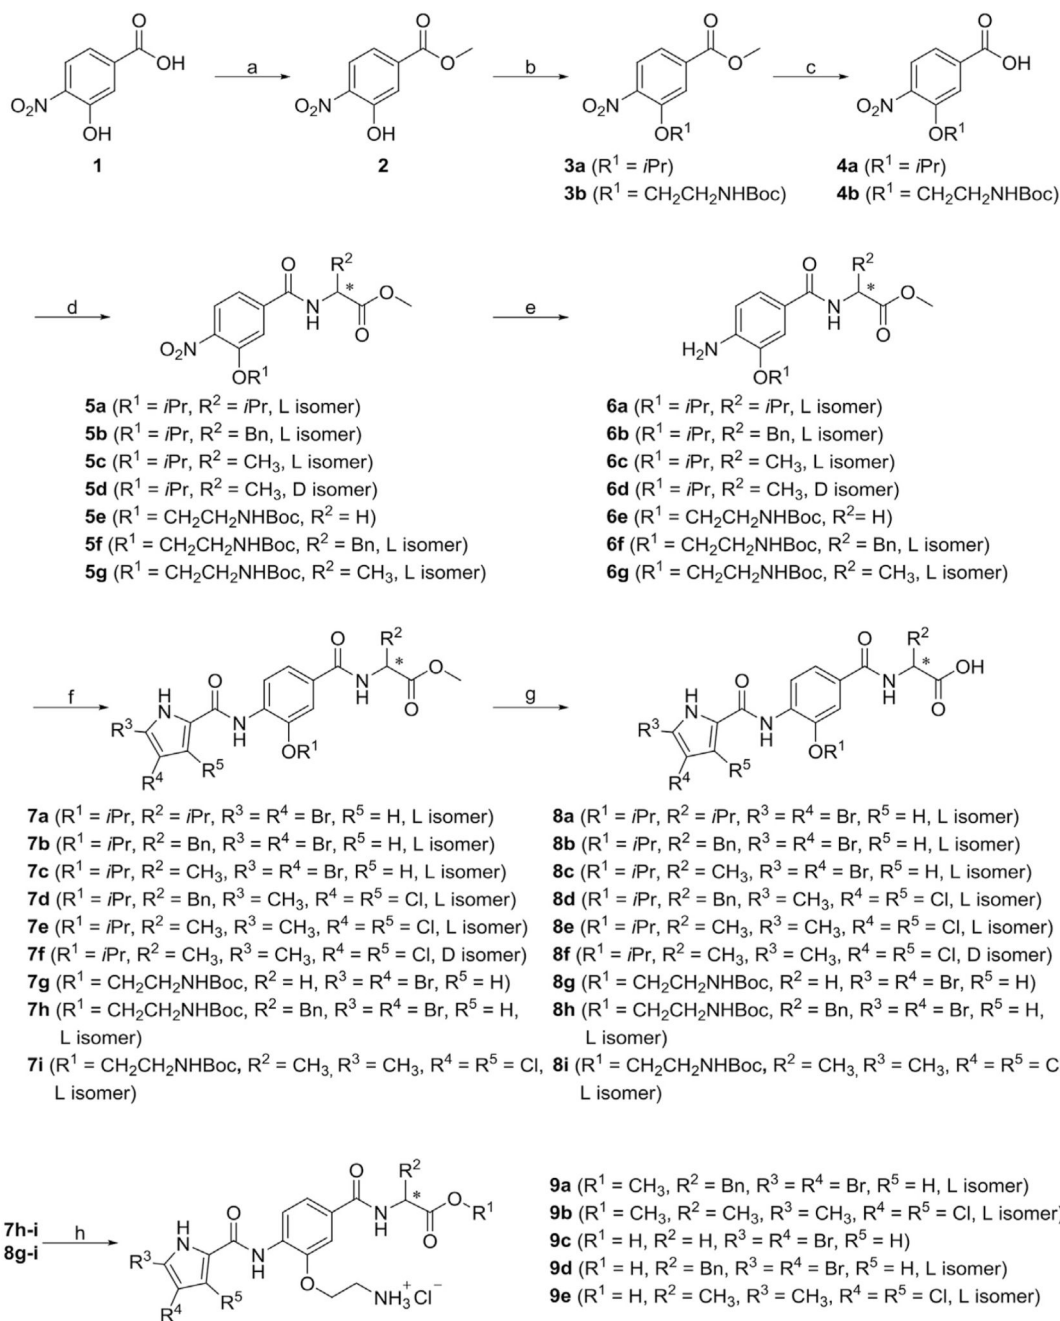 O OH O₂N OH 1
a
O O O₂N OH 2
b
O O O₂N OR¹
3a (R¹ = iPr)
3b (R¹ = CH₂CH₂NHBoc)
c
O OH O₂N OR¹
4a (R¹ = iPr)
4b (R¹ = CH₂CH₂NHBoc)
d
O R² * N H O O O₂N OR¹
5a (R¹ = iPr, R² = iPr, L isomer)
5b (R¹ = iPr, R² = Bn, L isomer)
5c (R¹ = iPr, R² = CH₃, L isomer)
5d (R¹ = iPr, R² = CH₃, D isomer)
5e (R¹ = CH₂CH₂NHBoc, R² = H)
5f (R¹ = CH₂CH₂NHBoc, R² = Bn, L isomer)
5g (R¹ = CH₂CH₂NHBoc, R² = CH₃, L isomer)
e
O R² * N H O O H₂N OR¹
6a (R¹ = iPr, R² = iPr, L isomer)
6b (R¹ = iPr, R² = Bn, L isomer)
6c (R¹ = iPr, R² = CH₃, L isomer)
6d (R¹ = iPr, R² = CH₃, D isomer)
6e (R¹ = CH₂CH₂NHBoc, R²= H)
6f (R¹ = CH₂CH₂NHBoc, R² = Bn, L isomer)
6g (R¹ = CH₂CH₂NHBoc, R² = CH₃, L isomer)
f
O R² * N H O O H N O N H R³ R⁴ R⁵ OR¹
7a (R¹ = iPr, R² = iPr, R³ = R⁴ = Br, R⁵ = H, L isomer)
7b (R¹ = iPr, R² = Bn, R³ = R⁴ = Br, R⁵ = H, L isomer)
7c (R¹ = iPr, R² = CH₃, R³ = R⁴ = Br, R⁵ = H, L isomer)
7d (R¹ = iPr, R² = Bn, R³ = CH₃, R⁴ = R⁵ = Cl, L isomer)
7e (R¹ = iPr, R² = CH₃, R³ = CH₃, R⁴ = R⁵ = Cl, L isomer)
7f (R¹ = iPr, R² = CH₃, R³ = CH₃, R⁴ = R⁵ = Cl, D isomer)
7g (R¹ = CH₂CH₂NHBoc, R² = H, R³ = R⁴ = Br, R⁵ = H)
7h (R¹ = CH₂CH₂NHBoc, R² = Bn, R³ = R⁴ = Br, R⁵ = H,
L isomer)
7i (R¹ = CH₂CH₂NHBoc, R² = CH₃, R³ = CH₃, R⁴ = R⁵ = Cl,
L isomer)
g
O R² * N H OH O H N O N H R³ R⁴ R⁵ OR¹
8a (R¹ = iPr, R² = iPr, R³ = R⁴ = Br, R⁵ = H, L isomer)
8b (R¹ = iPr, R² = Bn, R³ = R⁴ = Br, R⁵ = H, L isomer)
8c (R¹ = iPr, R² = CH₃, R³ = R⁴ = Br, R⁵ = H, L isomer)
8d (R¹ = iPr, R² = Bn, R³ = CH₃, R⁴ = R⁵ = Cl, L isomer)
8e (R¹ = iPr, R² = CH₃, R³ = CH₃, R⁴ = R⁵ = Cl, L isomer)
8f (R¹ = iPr, R² = CH₃, R³ = CH₃, R⁴ = R⁵ = Cl, D isomer)
8g (R¹ = CH₂CH₂NHBoc, R² = H, R³ = R⁴ = Br, R⁵ = H)
8h (R¹ = CH₂CH₂NHBoc, R² = Bn, R³ = R⁴ = Br, R⁵ = H,
L isomer)
8i (R¹ = CH₂CH₂NHBoc, R² = CH₃, R³ = CH₃, R⁴ = R⁵ = C
L isomer)
7h-i
8g-i
h
O R² * N H O R¹ O H N O N H R³ R⁴ R⁵ O NH₃⁺Cl⁻
9a (R¹ = CH₃, R² = Bn, R³ = R⁴ = Br, R⁵ = H, L isomer)
9b (R¹ = CH₃, R² = CH₃, R³ = CH₃, R⁴ = R⁵ = Cl, L isomer)
9c (R¹ = H, R² = H, R³ = R⁴ = Br, R⁵ = H)
9d (R¹ = H, R² = Bn, R³ = R⁴ = Br, R⁵ = H, L isomer)
9e (R¹ = H, R² = CH₃, R³ = CH₃, R⁴ = R⁵ = Cl, L isomer)